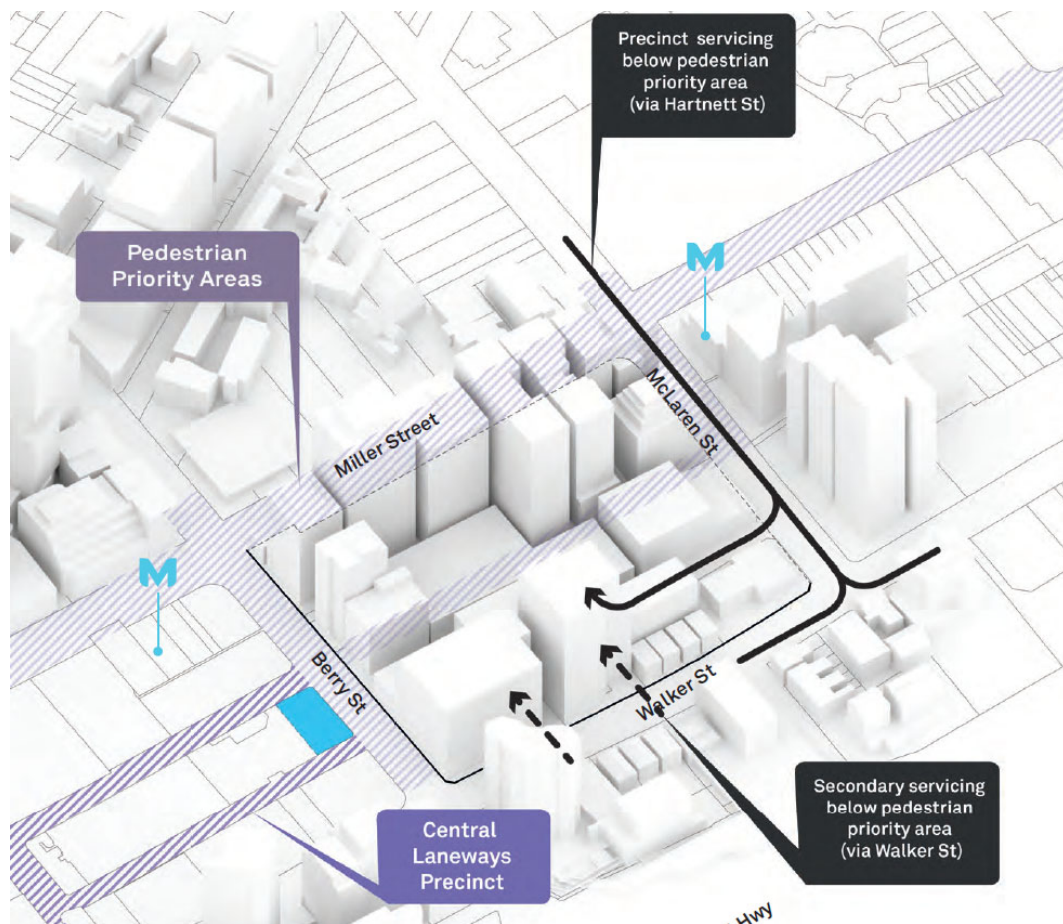 Precinct servicing
below pedestrian
priority area
(via Hartnett St)
Pedestrian
Priority Areas
M
McLaren St
Miller Street
M
Berry St
Walker St
Secondary servicing
below pedestrian
priority area
(via Walker St)
Central
Laneways
Precinct
Hwy